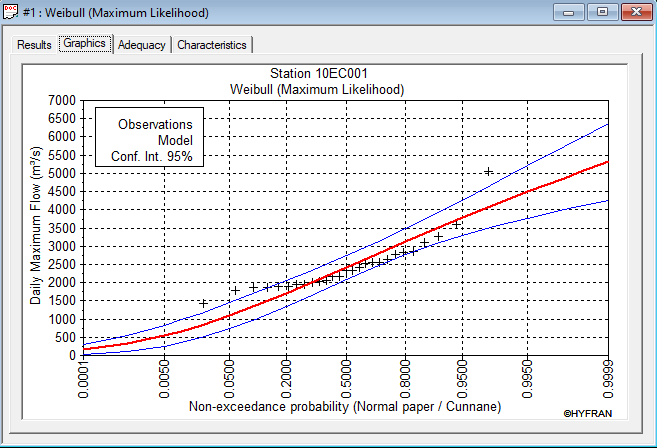 DOC
#1 : Weibull (Maximum Likelihood)
Results Graphics Adequacy Characteristics
Station 10EC001
Weibull (Maximum Likelihood)
7000
6500
6000
5500
5000
4500
4000
3500
3000
2500
2000
1500
1000
500
0
Daily Maximum Flow (m³/s)
Observations
Model
Conf. Int. 95%
0.0001 0.0050 0.0500 0.2000 0.5000 0.8000 0.9500 0.9950 0.9999
Non-exceedance probability (Normal paper / Cunnane)
©HYFRAN